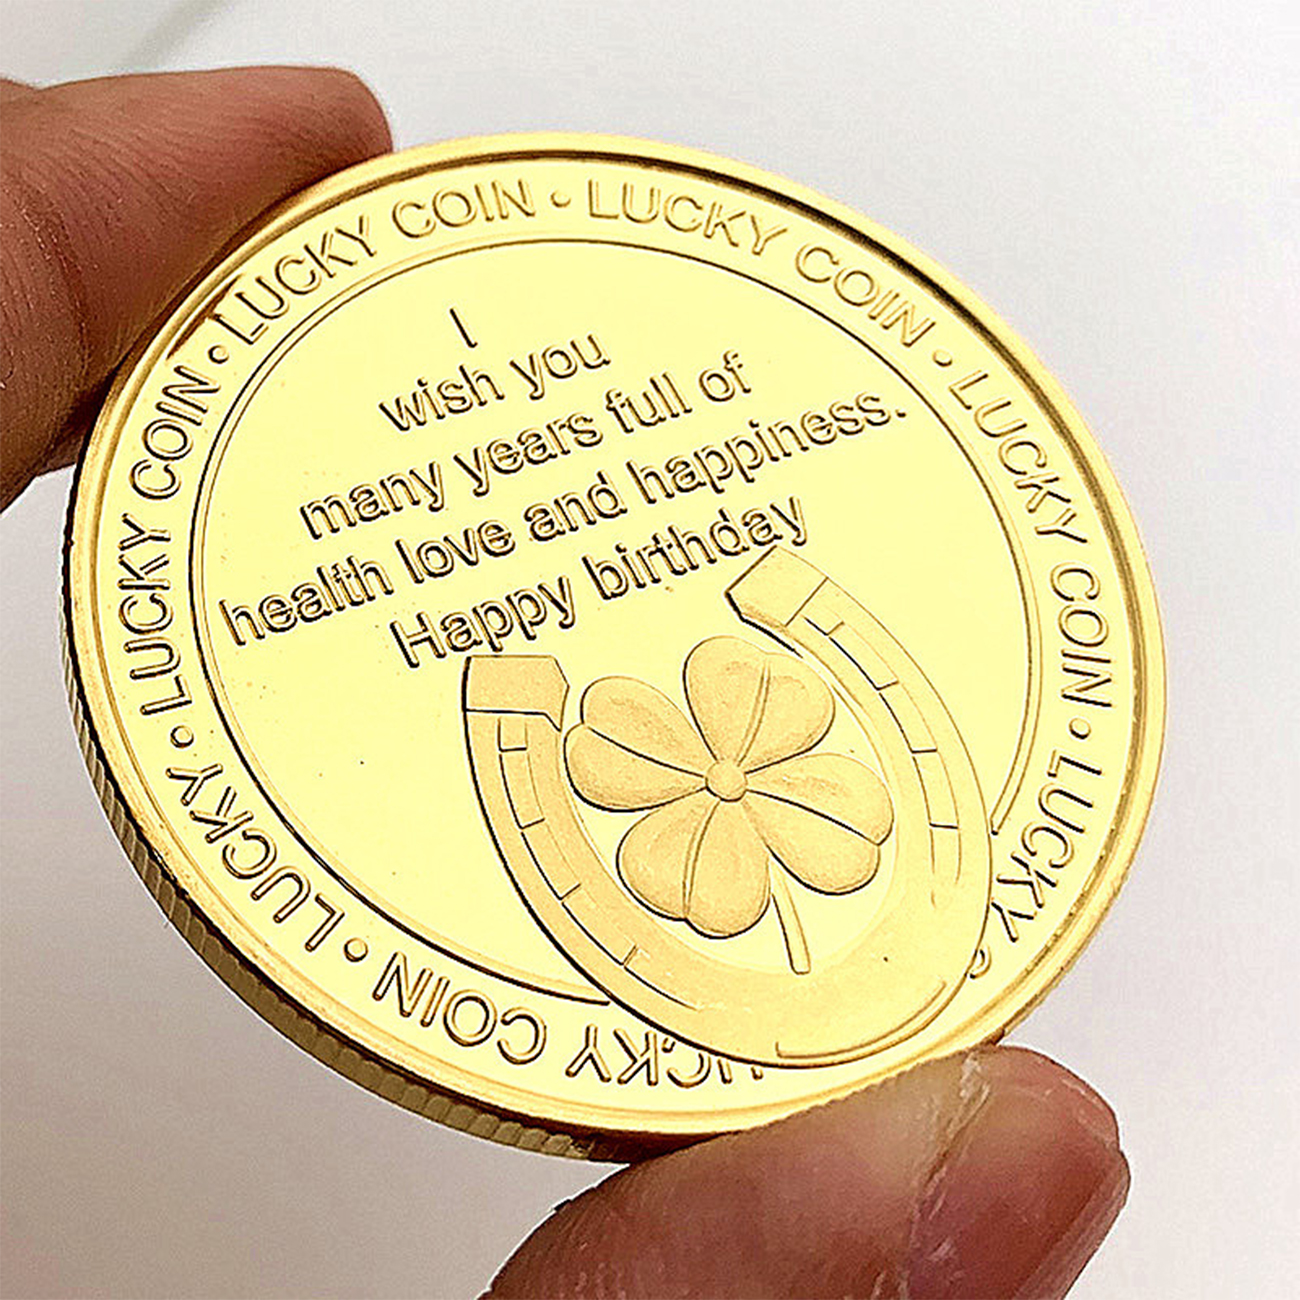 LUCKY COIN • LUCKY • LUCKY COIN • LUCKY COIN • LUCKY COIN • LUCKY COIN • LUCKY
I
wish you
many years full of
health love and happiness.
Happy birthday